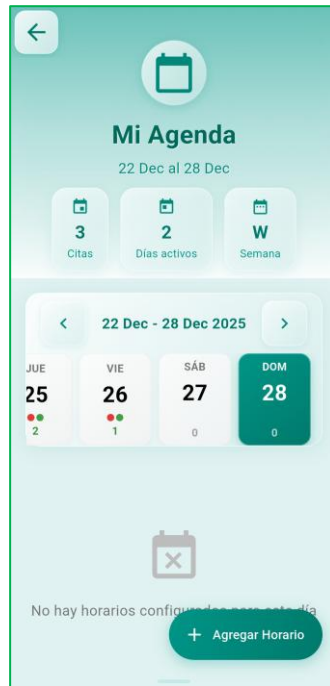 Mi Agenda
22 Dec al 28 Dec
3 2 W
Citas Días activos Semana
22 Dec - 28 Dec 2025
JUE VIE SÁB DOM
25 26 27 28
2 1 0 0
No hay horarios configurados para este día
+ Agregar Horario